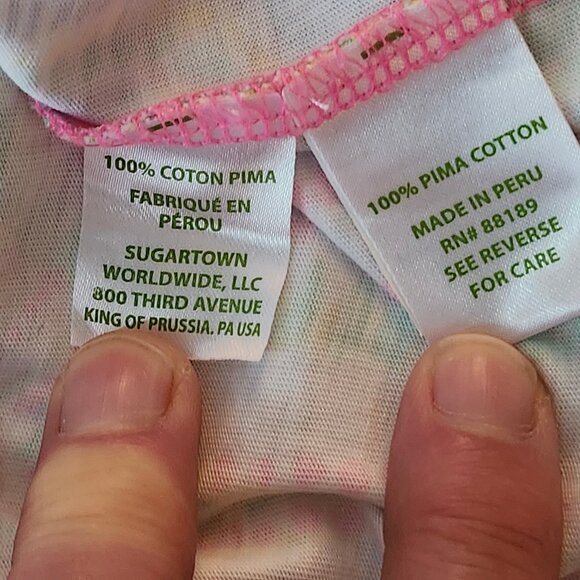 100% COTON PIMA
FABRIQUÉ EN
PÉROU
SUGARTOWN
WORLDWIDE, LLC
800 THIRD AVENUE
KING OF PRUSSIA, PA USA
100% PIMA COTTON
MADE IN PERU
RN# 88189
SEE REVERSE
FOR CARE